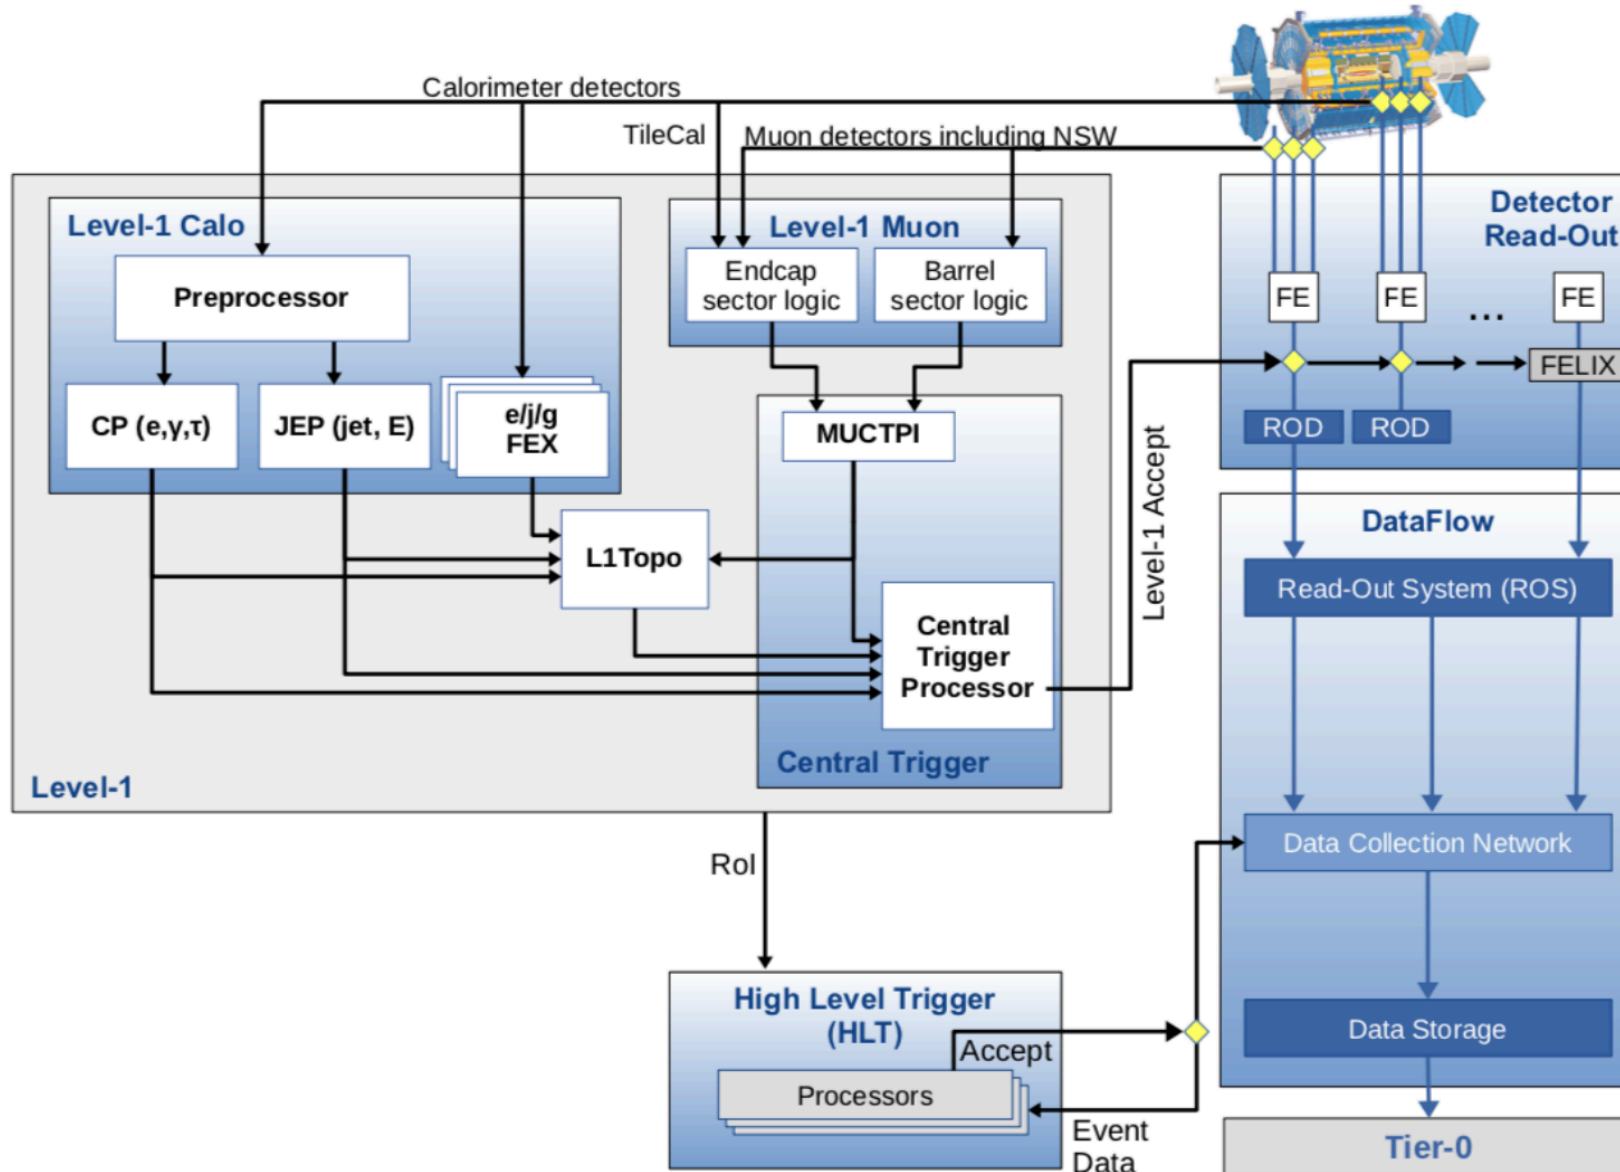 Calorimeter detectors
TileCal
Muon detectors including NSW
Level-1 Calo
Preprocessor
CP (e,γ,τ)
JEP (jet, E)
e/j/g
FEX
Level-1 Muon
Endcap
sector logic
Barrel
sector logic
MUCTPI
L1Topo
Central
Trigger
Processor
Central Trigger
Level-1
Level-1 Accept
Detector
Read-Out
FE
FE
...
FE
FELIX
ROD
ROD
DataFlow
Read-Out System (ROS)
Data Collection Network
Data Storage
Tier-0
RoI
High Level Trigger
(HLT)
Accept
Processors
Event
Data